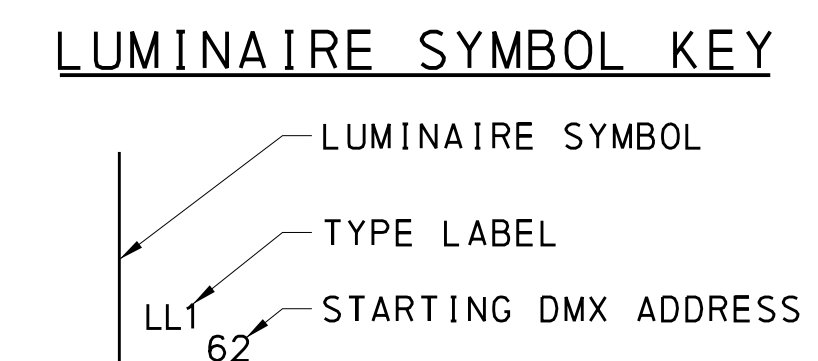 LUMINAIRE SYMBOL KEY
LUMINAIRE SYMBOL
TYPE LABEL
LL1
STARTING DMX ADDRESS
62